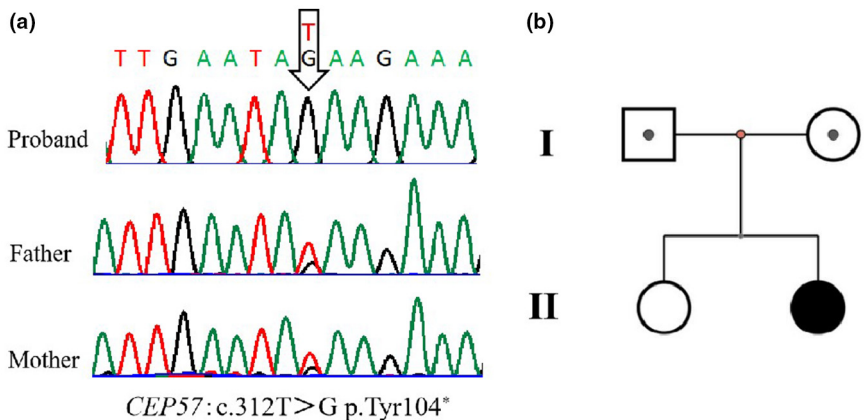 (a)
T
T T G A A T A G A A G A A A
Proband
Father
Mother
CEP57: c.312T>G p.Tyr104*
(b)
I
II